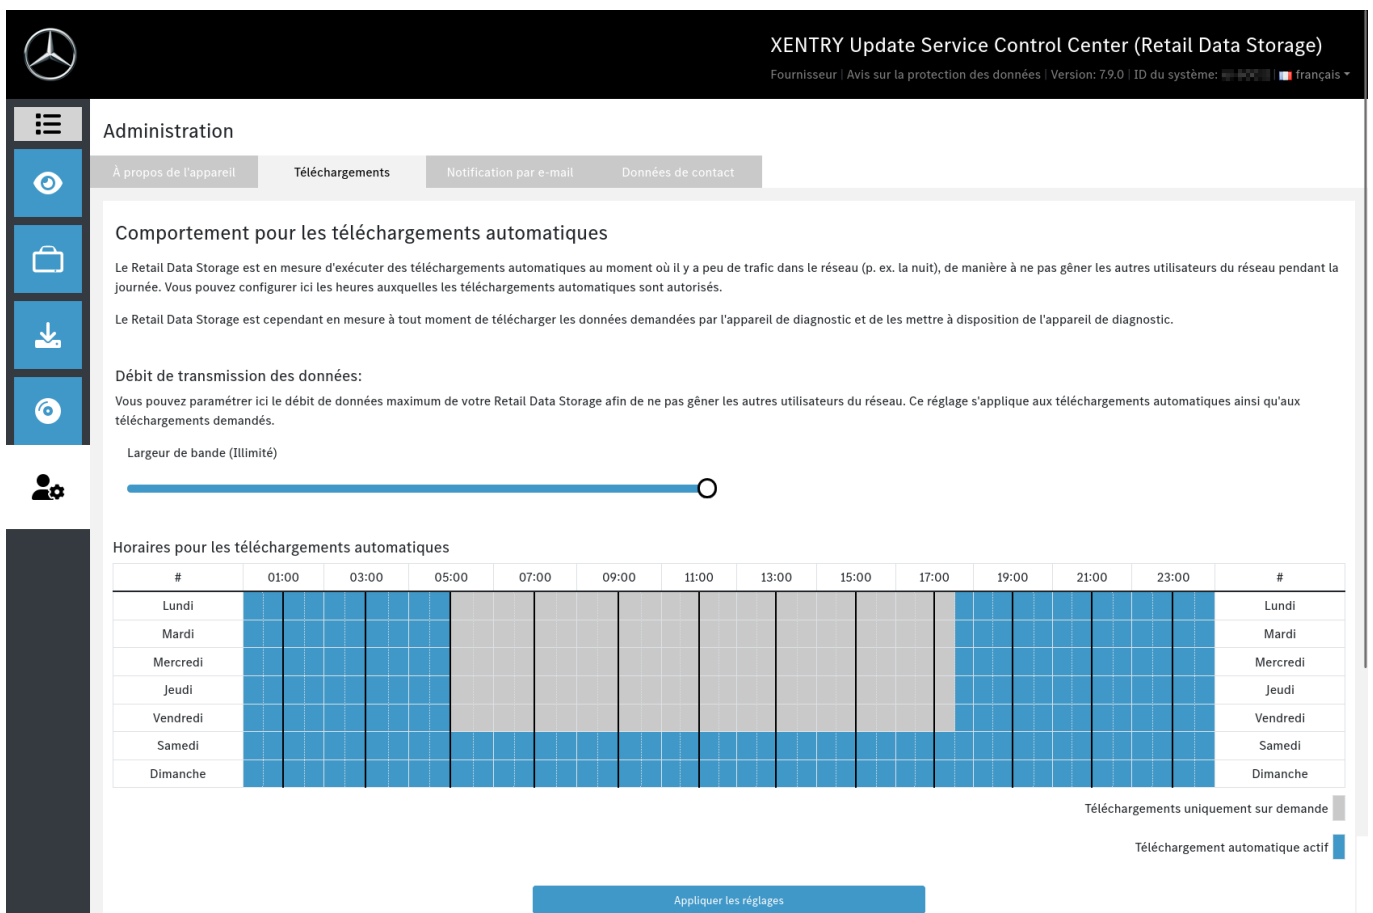 XENTRY Update Service Control Center (Retail Data Storage)
Fournisseur | Avis sur la protection des données | Version: 7.9.0 | ID du système: | français
Administration
À propos de l'appareil Téléchargements Notification par e-mail Données de contact
Comportement pour les téléchargements automatiques
Le Retail Data Storage est en mesure d'exécuter des téléchargements automatiques au moment où il y a peu de trafic dans le réseau (p. ex. la nuit), de manière à ne pas gêner les autres utilisateurs du réseau pendant la
journée. Vous pouvez configurer ici les heures auxquelles les téléchargements automatiques sont autorisés.
Le Retail Data Storage est cependant en mesure à tout moment de télécharger les données demandées par l'appareil de diagnostic et de les mettre à disposition de l'appareil de diagnostic.
Débit de transmission des données:
Vous pouvez paramétrer ici le débit de données maximum de votre Retail Data Storage afin de ne pas gêner les autres utilisateurs du réseau. Ce réglage s'applique aux téléchargements automatiques ainsi qu'aux
téléchargements demandés.
Largeur de bande (Illimité)
Horaires pour les téléchargements automatiques
# 01:00 03:00 05:00 07:00 09:00 11:00 13:00 15:00 17:00 19:00 21:00 23:00 #
Lundi Lundi
Mardi Mardi
Mercredi Mercredi
Jeudi Jeudi
Vendredi Vendredi
Samedi Samedi
Dimanche Dimanche
Téléchargements uniquement sur demande
Téléchargement automatique actif
Appliquer les réglages